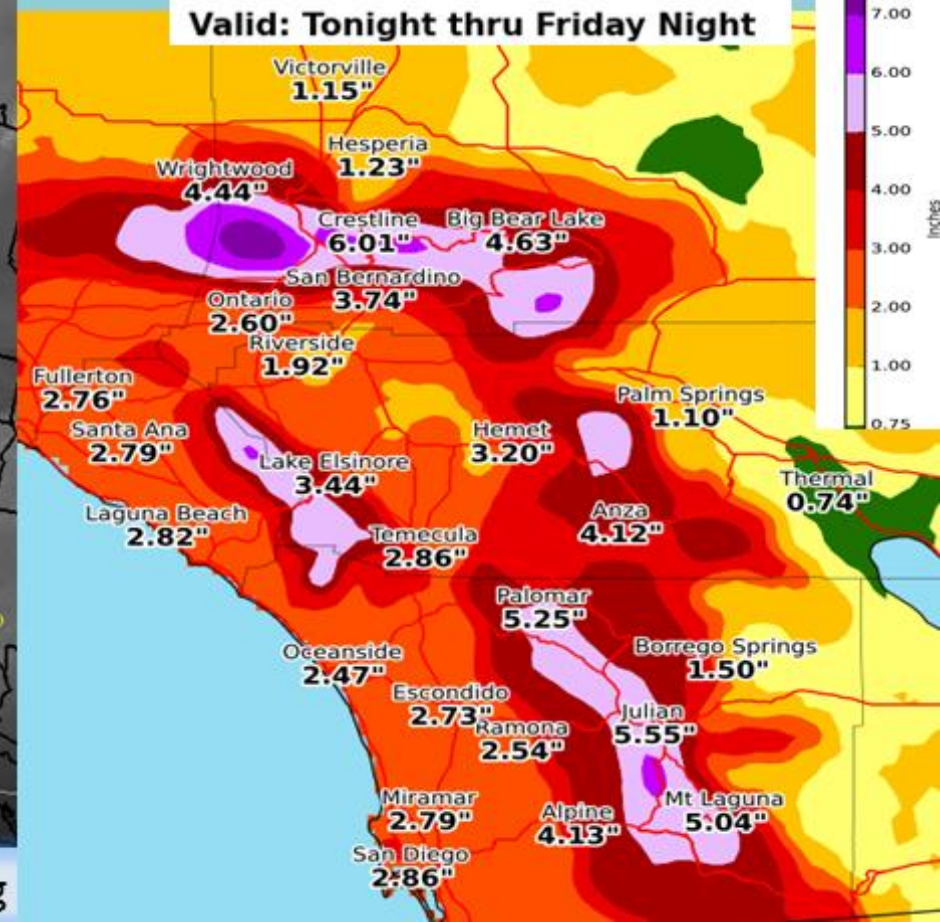 Valid: Tonight thru Friday Night
7.00
6.00
5.00
4.00
3.00
2.00
1.00
0.75
Inches
Victorville
1.15"
Hesperia
1.23"
Wrightwood
4.44"
Crestline
6.01"
Big Bear Lake
4.63"
San Bernardino
3.74"
Ontario
2.60"
Riverside
1.92"
Fullerton
2.76"
Palm Springs
1.10"
Santa Ana
2.79"
Hemet
3.20"
Lake Elsinore
3.44"
Thermal
0.74"
Laguna Beach
2.82"
Anza
4.12"
Temecula
2.86"
Palomar
5.25"
Oceanside
2.47"
Borrego Springs
1.50"
Escondido
2.73"
Ramona
2.54"
Julian
5.55"
Miramar
2.79"
Alpine
4.13"
Mt Laguna
5.04"
San Diego
2.86"
g